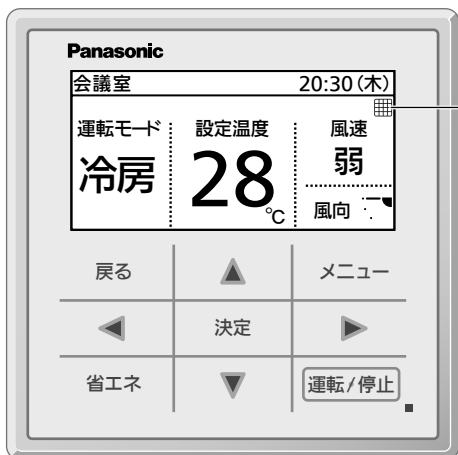 Panasonic
会議室 20:30(木)
運転モード 設定温度 風速
冷房 28℃ 弱
風向
戻る メニュー
決定
省エネ 運転/停止